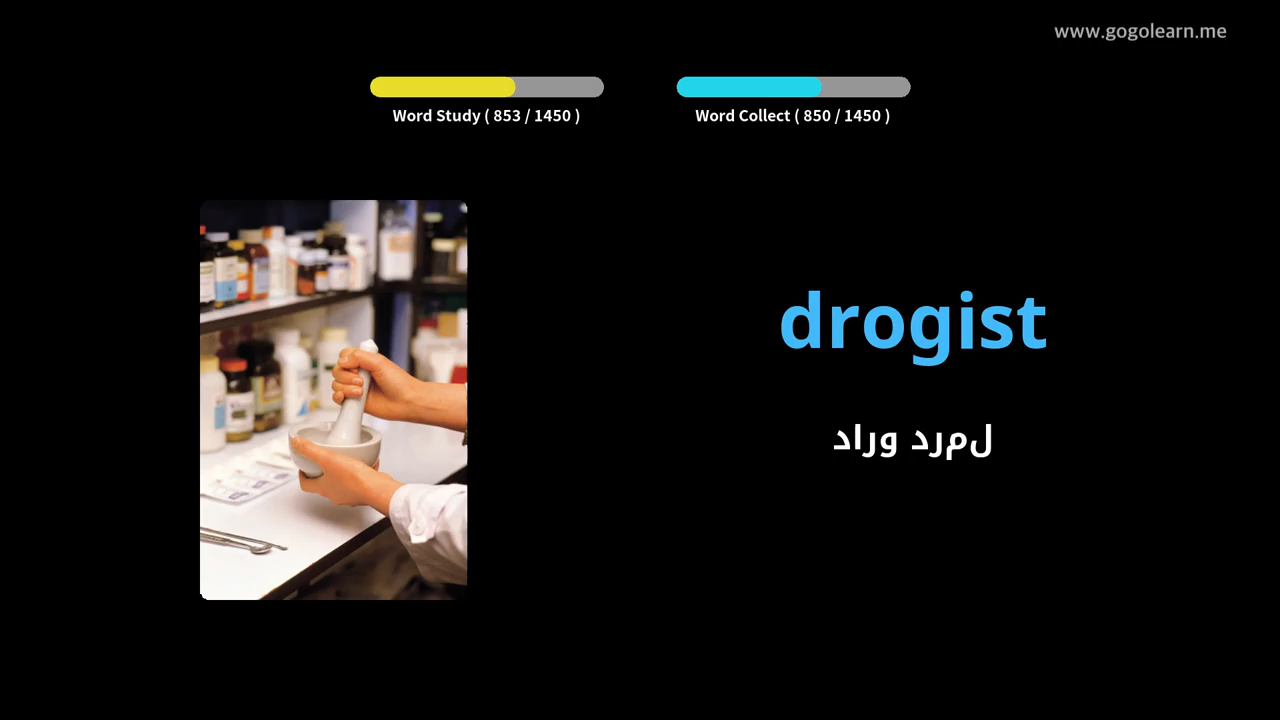 www.gogolearn.me
Word Study ( 853 / 1450 )
Word Collect ( 850 / 1450 )
drogist
لمرد وراد